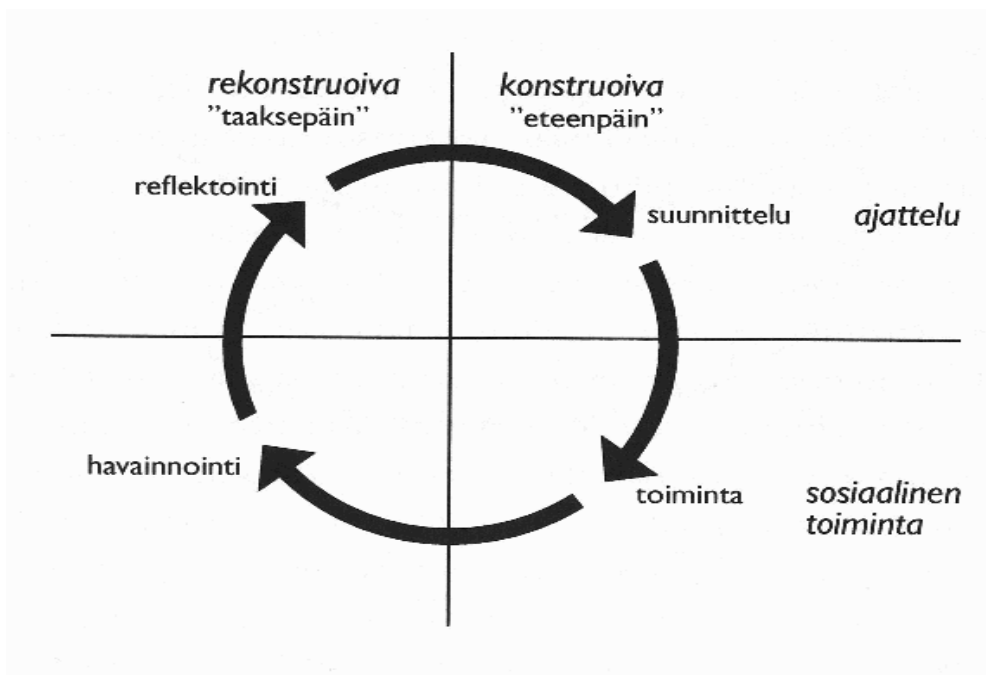 rekonstruoiva
"taaksepäin"
konstruoiva
"eteenpäin"
reflektointi
suunnittelu
ajattelu
havainnointi
toiminta
sosiaalinen
toiminta